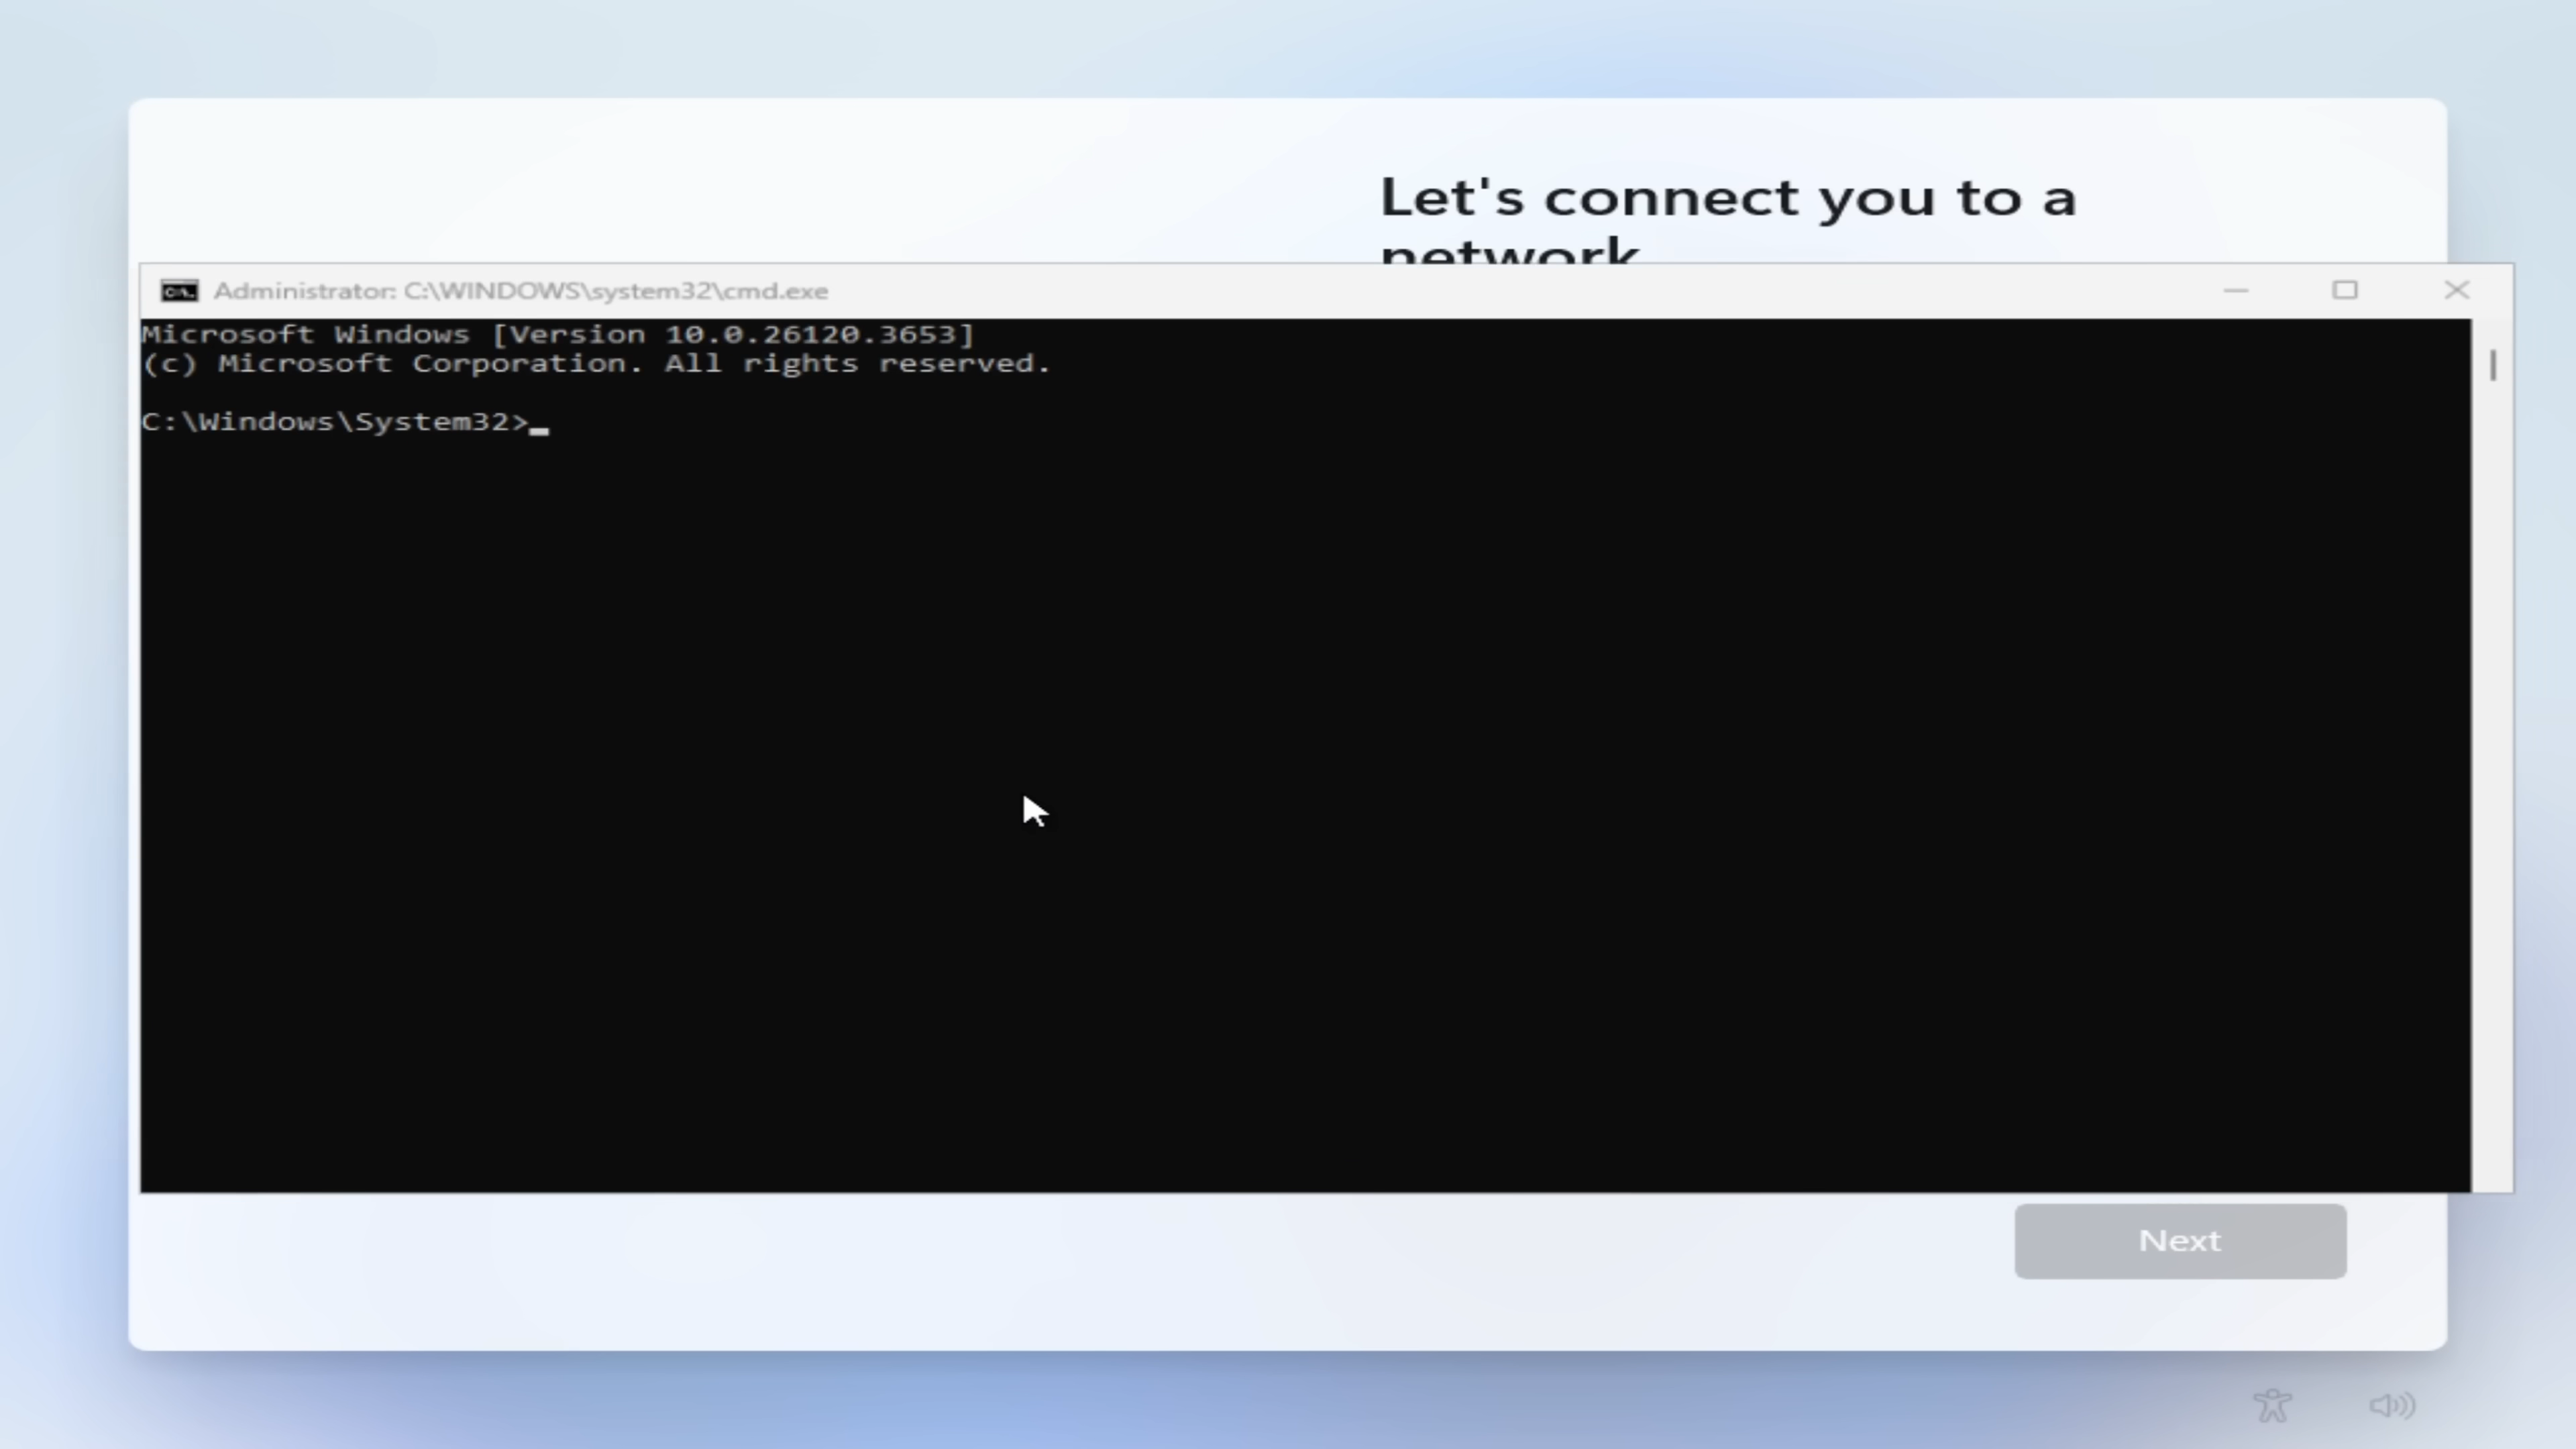 Let's connect you to a
network
Administrator: C:\WINDOWS\system32\cmd.exe
Microsoft Windows [Version 10.0.26120.3653]
(c) Microsoft Corporation. All rights reserved.
C:\Windows\System32>
Next